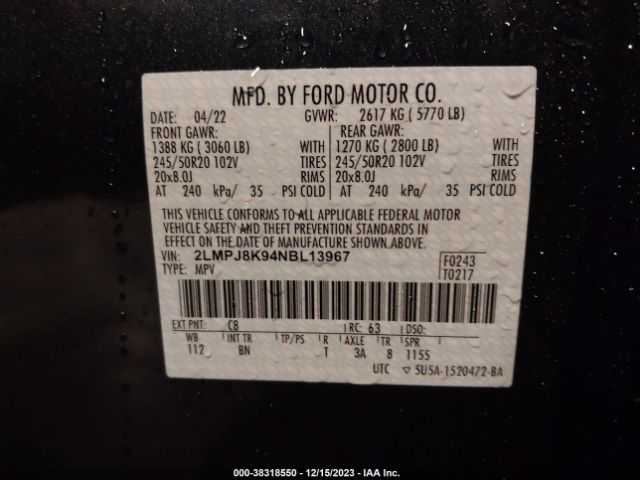 MFD. BY FORD MOTOR CO.
DATE: 04/22 GVWR: 2617 KG ( 5770 LB)
FRONT GAWR: REAR GAWR:
1388 KG ( 3060 LB) WITH 1270 KG ( 2800 LB) WITH
245/50R20 102V TIRES 245/50R20 102V TIRES
20x8.0J RIMS 20x8.0J RIMS
AT 240 kPa/ 35 PSI COLD AT 240 kPa/ 35 PSI COLD
THIS VEHICLE CONFORMS TO ALL APPLICABLE FEDERAL MOTOR
VEHICLE SAFETY AND THEFT PREVENTION STANDARDS IN
EFFECT ON THE DATE OF MANUFACTURE SHOWN ABOVE.
VIN: 2LMPJ8K94NBL13967 F0243
TYPE: MPV T0217
EXT PNT: C8 RC: 63 DSO:
WB INT TR TP/PS R AXLE TR SPR
112 BN T 3A 8 1155
UTC ▽ 5U5A-1520472-BA
000-38318550 - 12/15/2023 - IAA Inc.